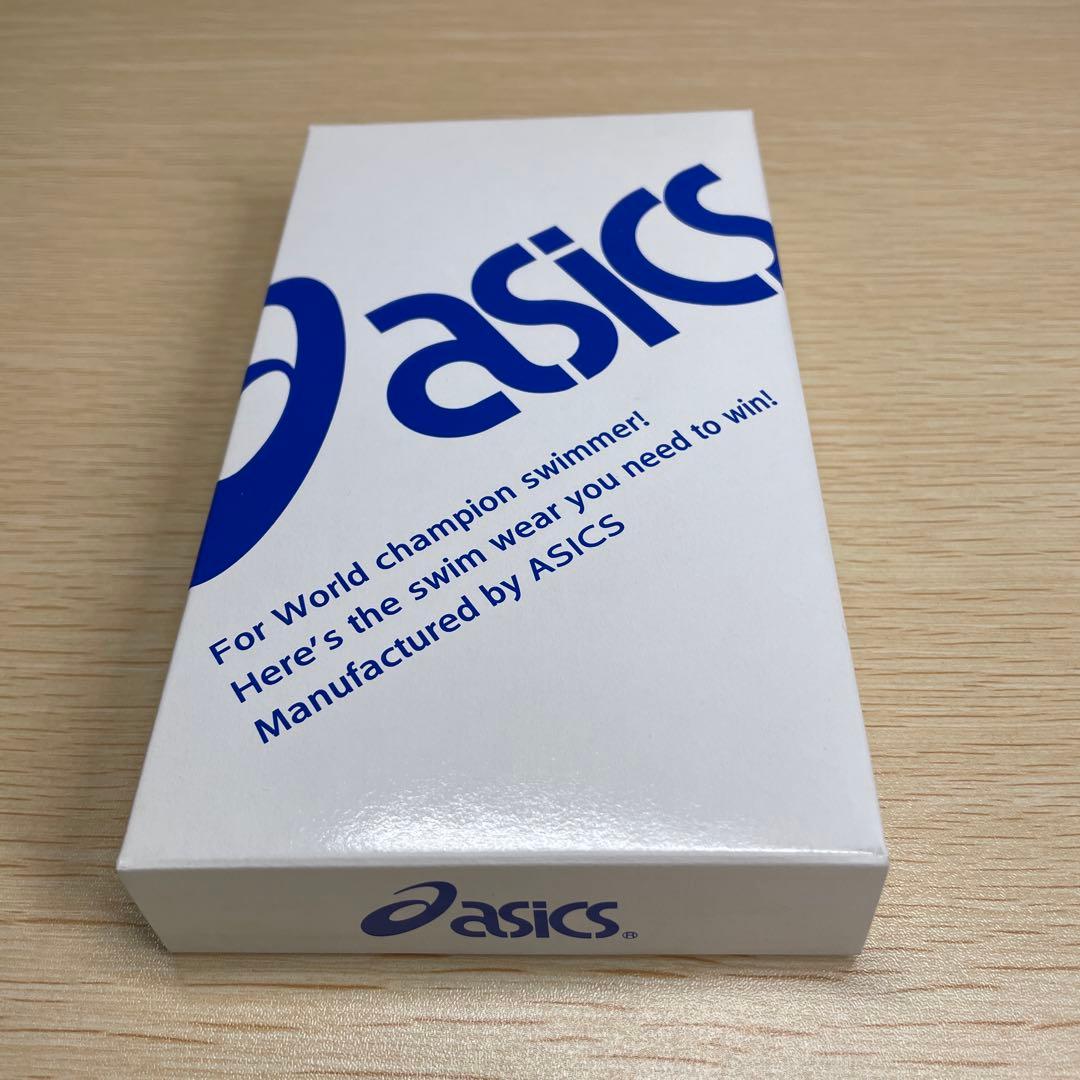 asics
For World champion swimmer!
Here's the swim wear you need to win!
Manufactured by ASICS
asics®